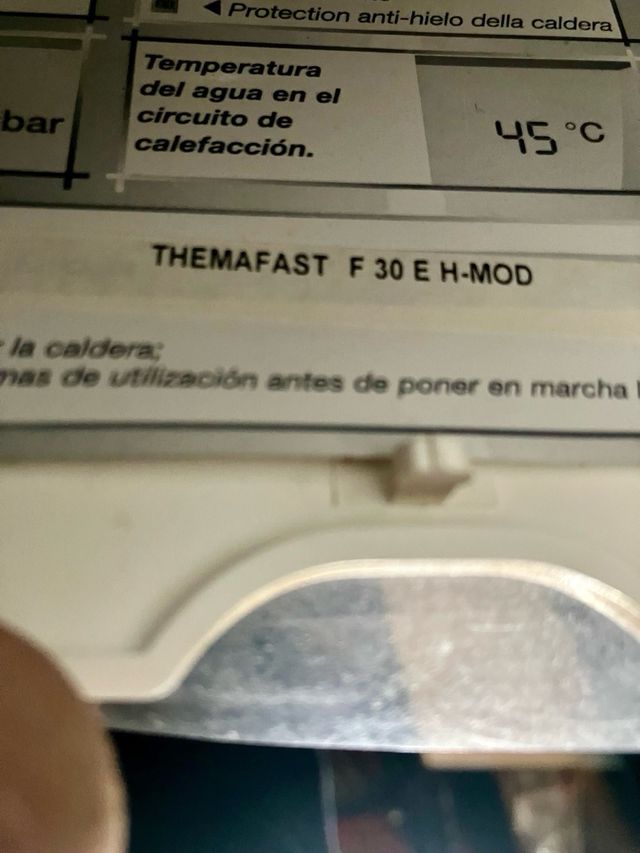 ◄ Protection anti-hielo della caldera
Temperatura
del agua en el
circuito de
calefacción.
45 °C
bar
THEMAFAST F 30 E H-MOD
la caldera;
de utilización antes de poner en marcha